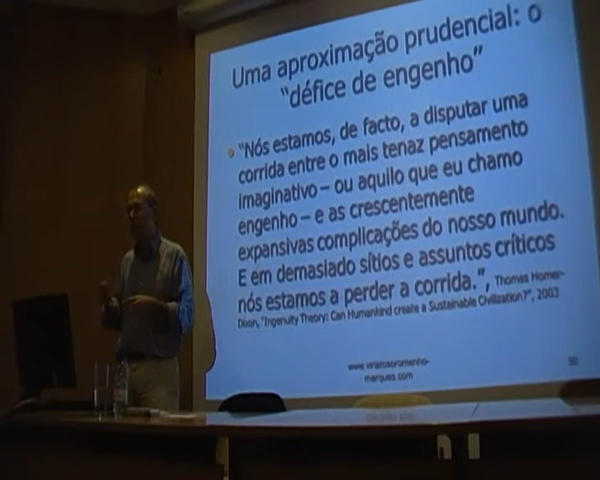 Uma aproximação prudencial: o
“défice de engenho”
“Nós estamos, de facto, a disputar uma
corrida entre o mais tenaz pensamento
imaginativo – ou aquilo que eu chamo
engenho – e as crescentemente
expansivas complicações do nosso mundo.
E em demasiado sítios e assuntos críticos
nós estamos a perder a corrida.”, Thomas Homer-
Dixon, "Ingenuity Theory: Can Humankind create a Sustainable Civilization?", 2003
www.viriatosoromenho-
marques.com